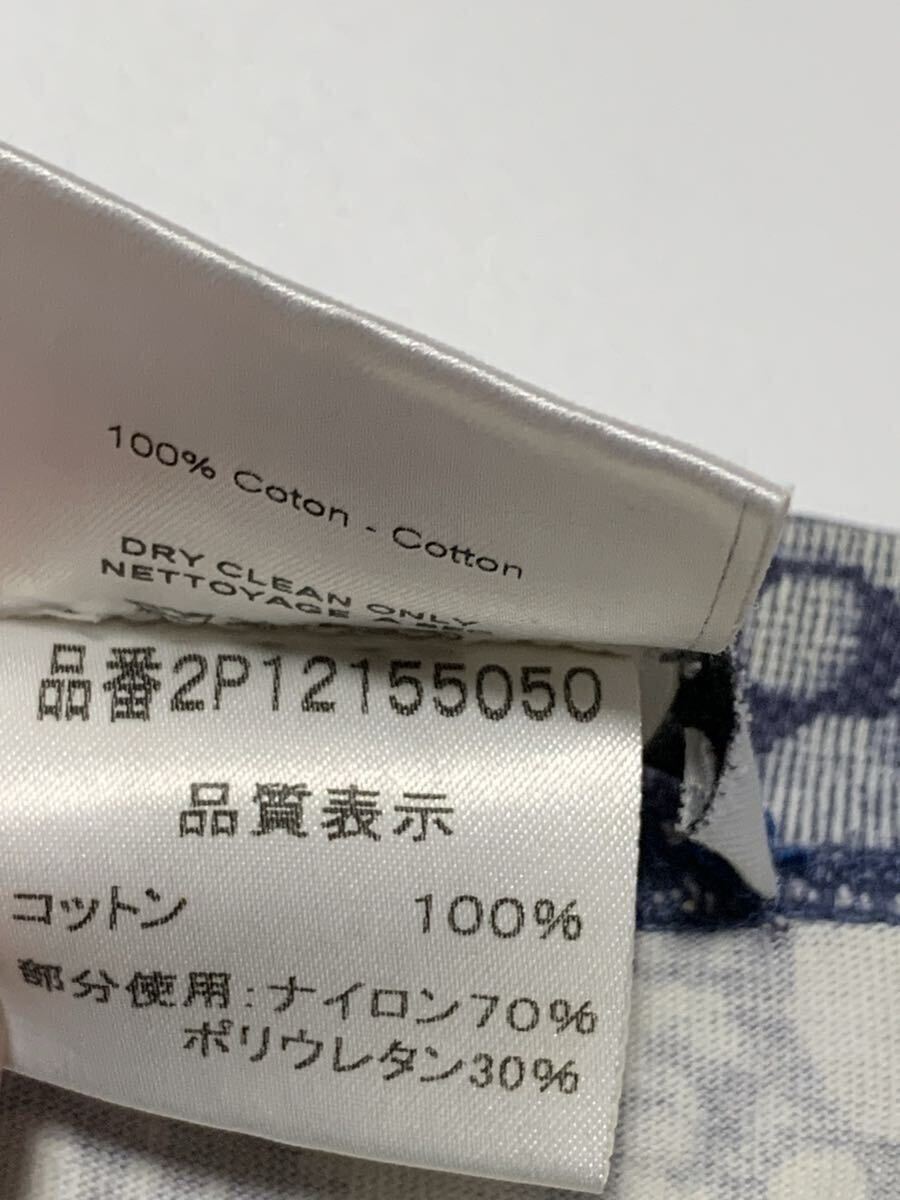 100% Coton - Cotton
DRY CLEAN ONLY
NETTOYAGE A
品番2P12155050
品質表示
コットン 100%
部分使用:ナイロン70%
ポリウレタン30%